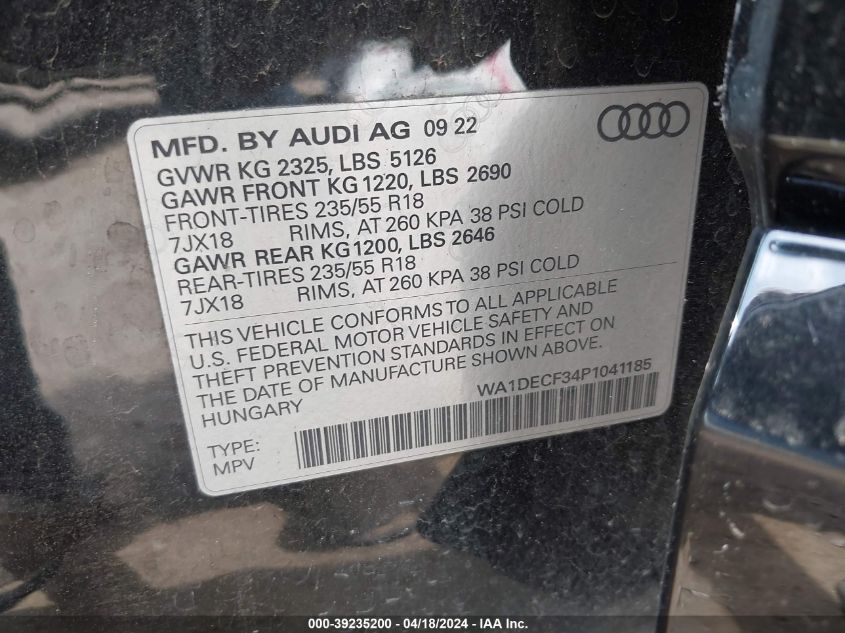 MFD. BY AUDI AG 09 22
GVWR KG 2325, LBS 5126
GAWR FRONT KG 1220, LBS 2690
FRONT-TIRES 235/55 R18
7JX18 RIMS, AT 260 KPA 38 PSI COLD
GAWR REAR KG 1200, LBS 2646
REAR-TIRES 235/55 R18
7JX18 RIMS, AT 260 KPA 38 PSI COLD
THIS VEHICLE CONFORMS TO ALL APPLICABLE
U.S. FEDERAL MOTOR VEHICLE SAFETY AND
THEFT PREVENTION STANDARDS IN EFFECT ON
THE DATE OF MANUFACTURE SHOWN ABOVE.
HUNGARY
WA1DECF34P1041185
TYPE:
MPV
000-39235200 - 04/18/2024 - IAA, Inc.